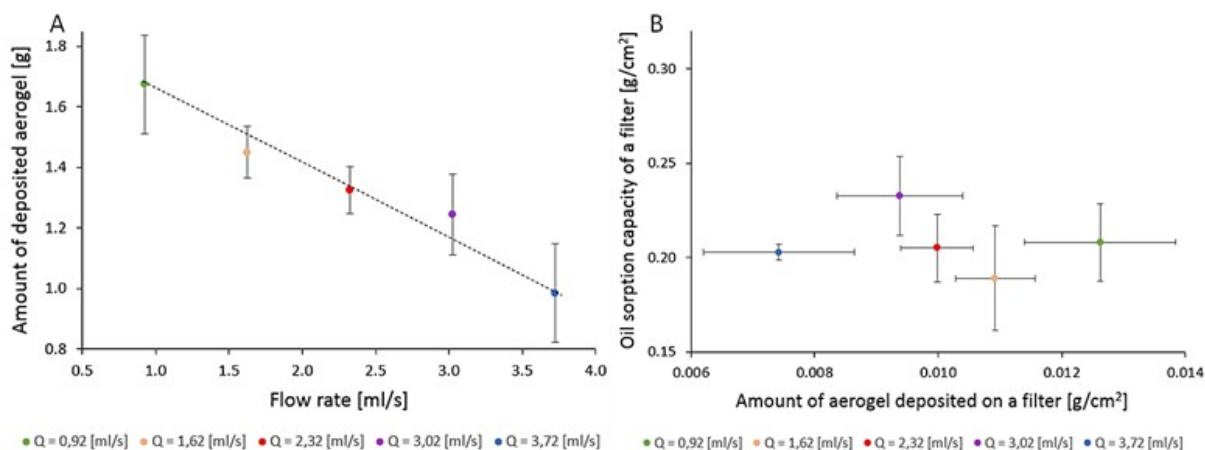 A
Amount of deposited aerogel [g]
1.8
1.6
1.4
1.2
1.0
0.8
0.5 1.0 1.5 2.0 2.5 3.0 3.5 4.0
Flow rate [ml/s]
Q = 0,92 [ml/s] Q = 1,62 [ml/s] Q = 2,32 [ml/s] Q = 3,02 [ml/s] Q = 3,72 [ml/s]
B
Oil sorption capacity of a filter [g/cm²]
0.30
0.25
0.20
0.15
0.006 0.008 0.010 0.012 0.014
Amount of aerogel deposited on a filter [g/cm²]
Q = 0,92 [ml/s] Q = 1,62 [ml/s] Q = 2,32 [ml/s] Q = 3,02 [ml/s] Q = 3,72 [ml/s]